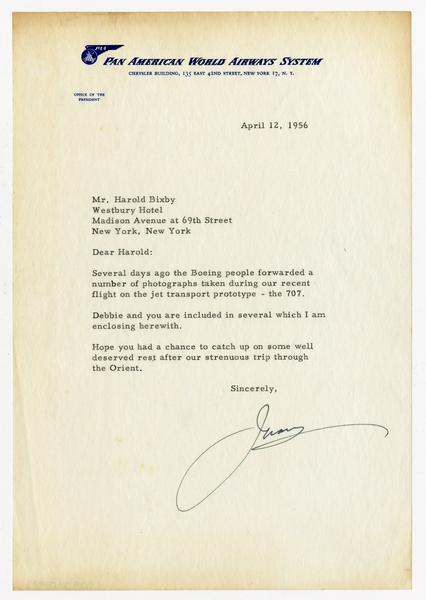 PAA
PAN AMERICAN WORLD AIRWAYS SYSTEM
CHRYSLER BUILDING, 135 EAST 42ND STREET, NEW YORK 17, N. Y.
OFFICE OF THE
PRESIDENT
April 12, 1956
Mr. Harold Bixby
Westbury Hotel
Madison Avenue at 69th Street
New York, New York
Dear Harold:
Several days ago the Boeing people forwarded a
number of photographs taken during our recent
flight on the jet transport prototype - the 707.
Debbie and you are included in several which I am
enclosing herewith.
Hope you had a chance to catch up on some well
deserved rest after our strenuous trip through
the Orient.
Sincerely,
Juan